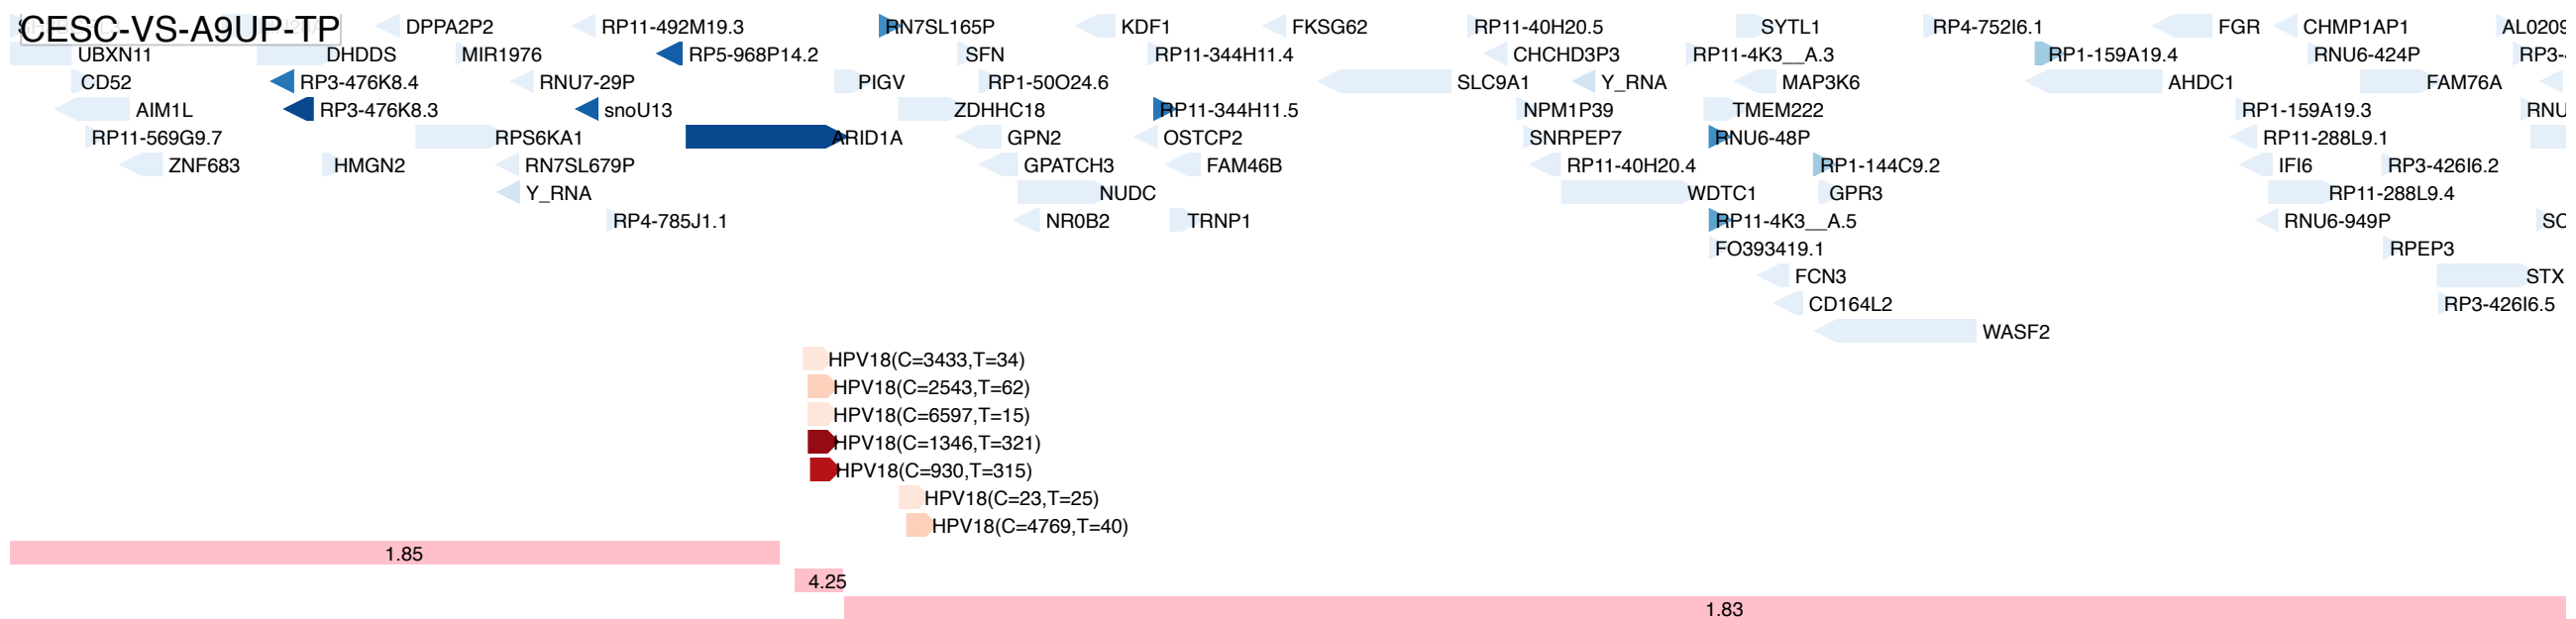 CESC-VS-A9UP-TP DPPA2P2 RP11-492M19.3 RN7SL165P KDF1 FKSG62 RP11-40H20.5 SYTL1 RP4-752I6.1 FGR CHMP1AP1 AL0209
UBXN11 DHDDS MIR1976 RP5-968P14.2 SFN RP11-344H11.4 CHCHD3P3 RP11-4K3__A.3 RP1-159A19.4 RNU6-424P RP3-
CD52 RP3-476K8.4 RNU7-29P PIGV RP1-50O24.6 SLC9A1 Y_RNA MAP3K6 AHDC1 FAM76A
AIM1L RP3-476K8.3 snoU13 ZDHHC18 RP11-344H11.5 NPM1P39 TMEM222 RP1-159A19.3 RNU
RP11-569G9.7 RPS6KA1 ARID1A GPN2 OSTCP2 SNRPEP7 RNU6-48P RP11-288L9.1
ZNF683 HMGN2 RN7SL679P GPATCH3 FAM46B RP11-40H20.4 RP1-144C9.2 IFI6 RP3-426I6.2
Y_RNA NUDC WDTC1 GPR3 RP11-288L9.4
RP4-785J1.1 NR0B2 TRNP1 RP11-4K3__A.5 RNU6-949P SC
FO393419.1 RPEP3
FCN3 STX
CD164L2 RP3-426I6.5
WASF2
HPV18(C=3433,T=34)
HPV18(C=2543,T=62)
HPV18(C=6597,T=15)
HPV18(C=1346,T=321)
HPV18(C=930,T=315)
HPV18(C=23,T=25)
HPV18(C=4769,T=40)
1.85
4.25
1.83